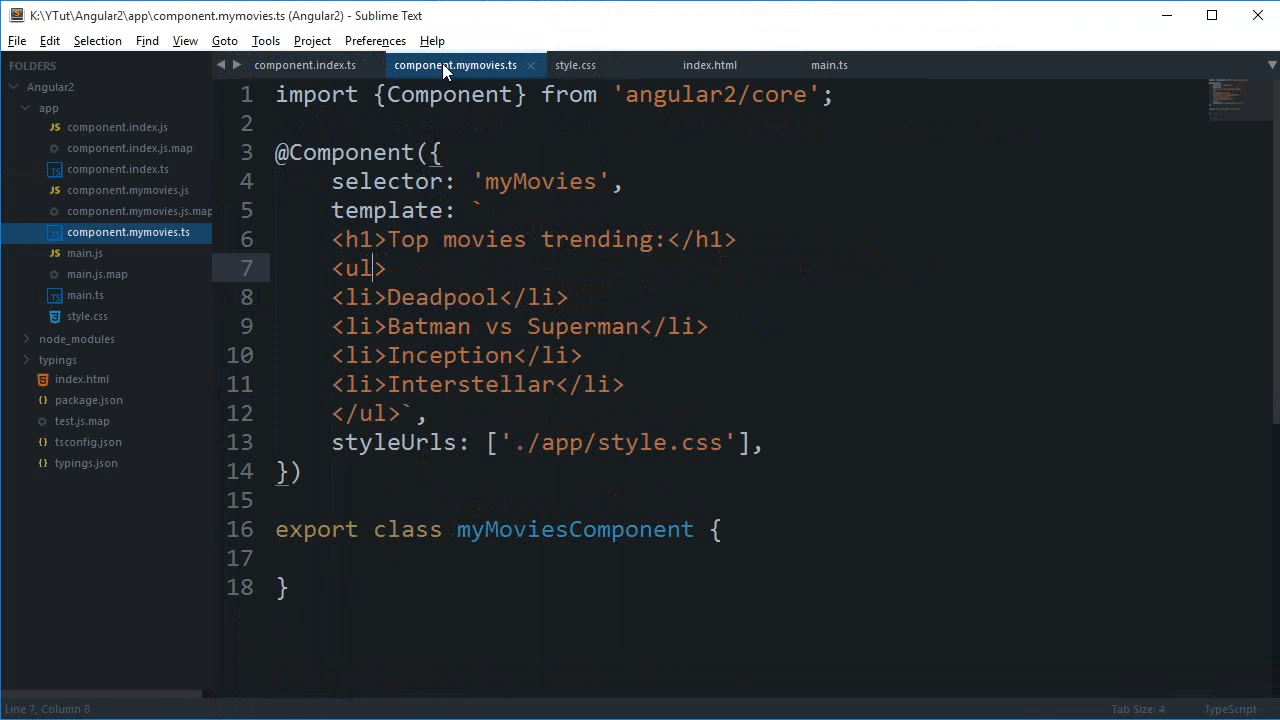 K:\YTut\Angular2\app\component.mymovies.ts (Angular2) - Sublime Text
File Edit Selection Find View Goto Tools Project Preferences Help
FOLDERS
Angular2
app
component.index.js
component.index.js.map
component.index.ts
component.mymovies.js
component.mymovies.js.map
component.mymovies.ts
main.js
main.js.map
main.ts
style.css
node_modules
typings
index.html
package.json
test.js.map
tsconfig.json
typings.json
component.index.ts component.mymovies.ts style.css index.html main.ts
1 import {Component} from 'angular2/core';
2
3 @Component({
4 selector: 'myMovies',
5 template: `
6 <h1>Top movies trending:</h1>
7 <ul>
8 <li>Deadpool</li>
9 <li>Batman vs Superman</li>
10 <li>Inception</li>
11 <li>Interstellar</li>
12 </ul>`,
13 styleUrls: ['./app/style.css'],
14 })
15
16 export class myMoviesComponent {
17
18 }
Line 7, Column 8 Tab Size: 4 TypeScript